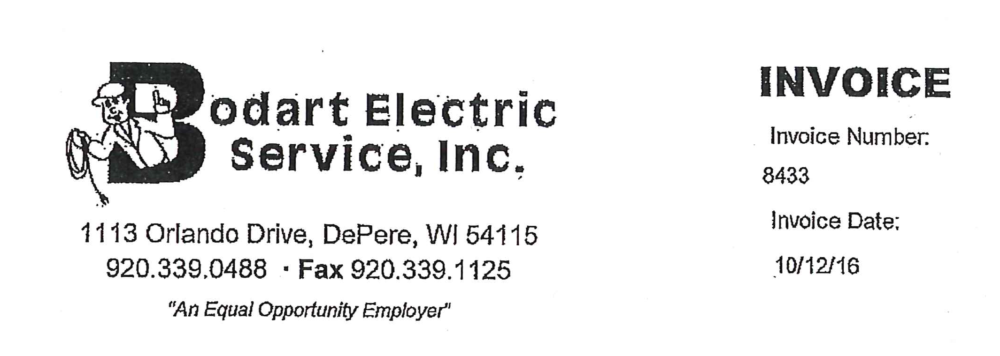 Bodart Electric
Service, Inc.
1113 Orlando Drive, DePere, WI 54115
920.339.0488 · Fax 920.339.1125
"An Equal Opportunity Employer"
INVOICE
Invoice Number:
8433
Invoice Date:
10/12/16